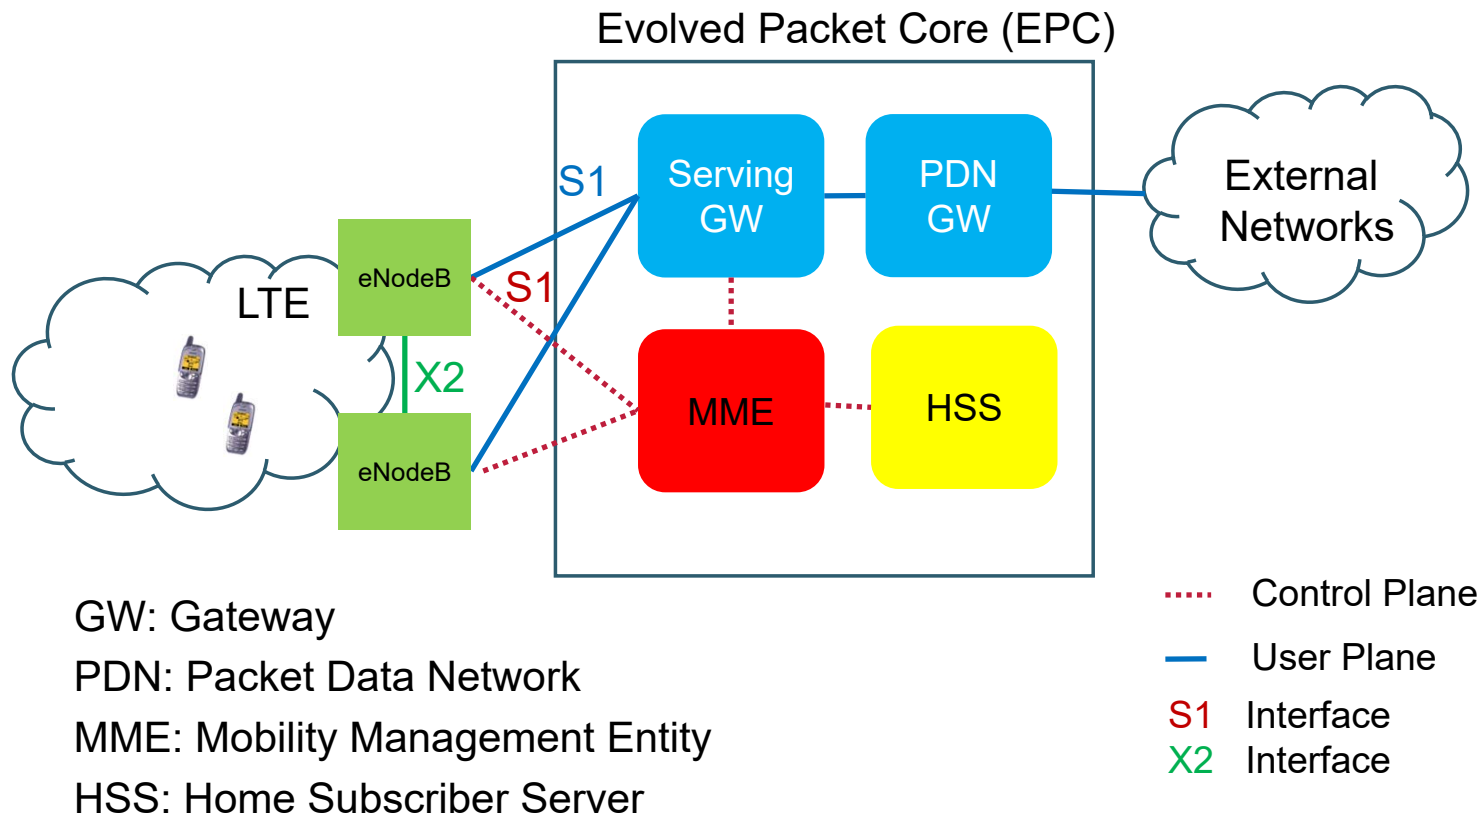 Evolved Packet Core (EPC)
S1
Serving
GW
PDN
GW
External
Networks
eNodeB
S1
LTE
X2
MME
HSS
eNodeB
GW: Gateway
PDN: Packet Data Network
MME: Mobility Management Entity
HSS: Home Subscriber Server
Control Plane
User Plane
S1 Interface
X2 Interface